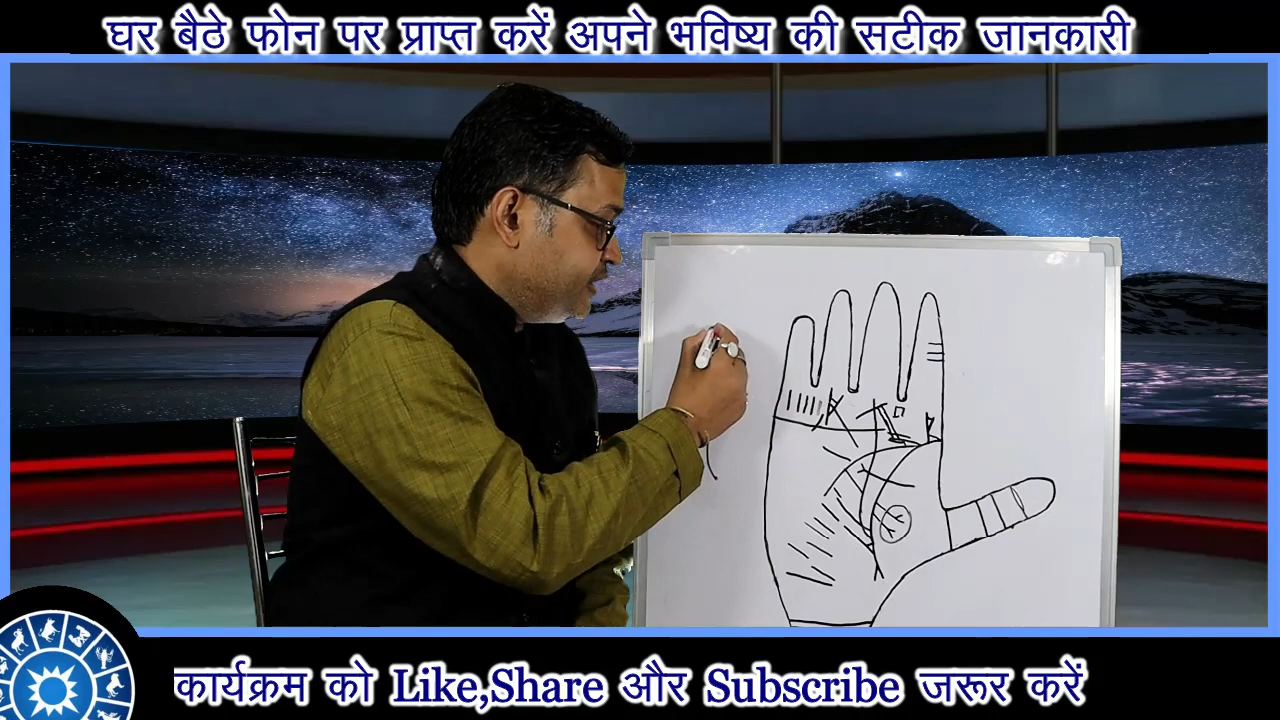 घर बैठे फोन पर प्राप्त करें अपने भविष्य की सटीक जानकारी
कार्यक्रम को Like,Share और Subscribe जरूर करें